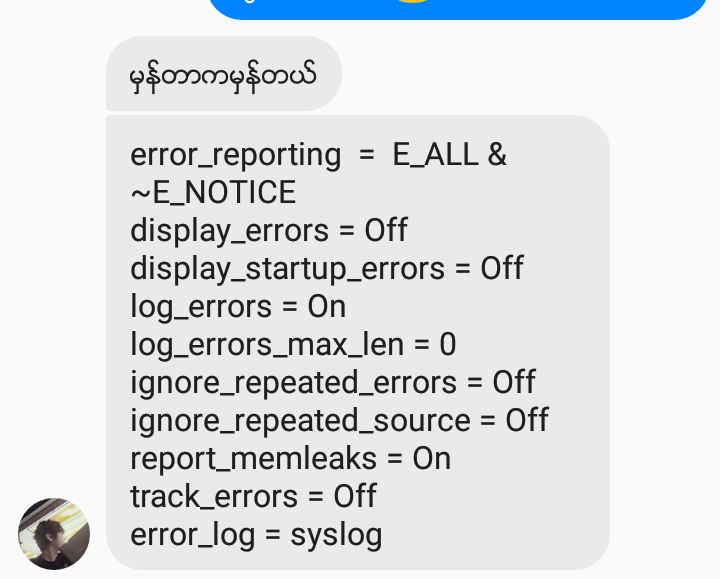 မှန်တာကမှန်တယ်
error_reporting = E_ALL &
~E_NOTICE
display_errors = Off
display_startup_errors = Off
log_errors = On
log_errors_max_len = 0
ignore_repeated_errors = Off
ignore_repeated_source = Off
report_memleaks = On
track_errors = Off
error_log = syslog